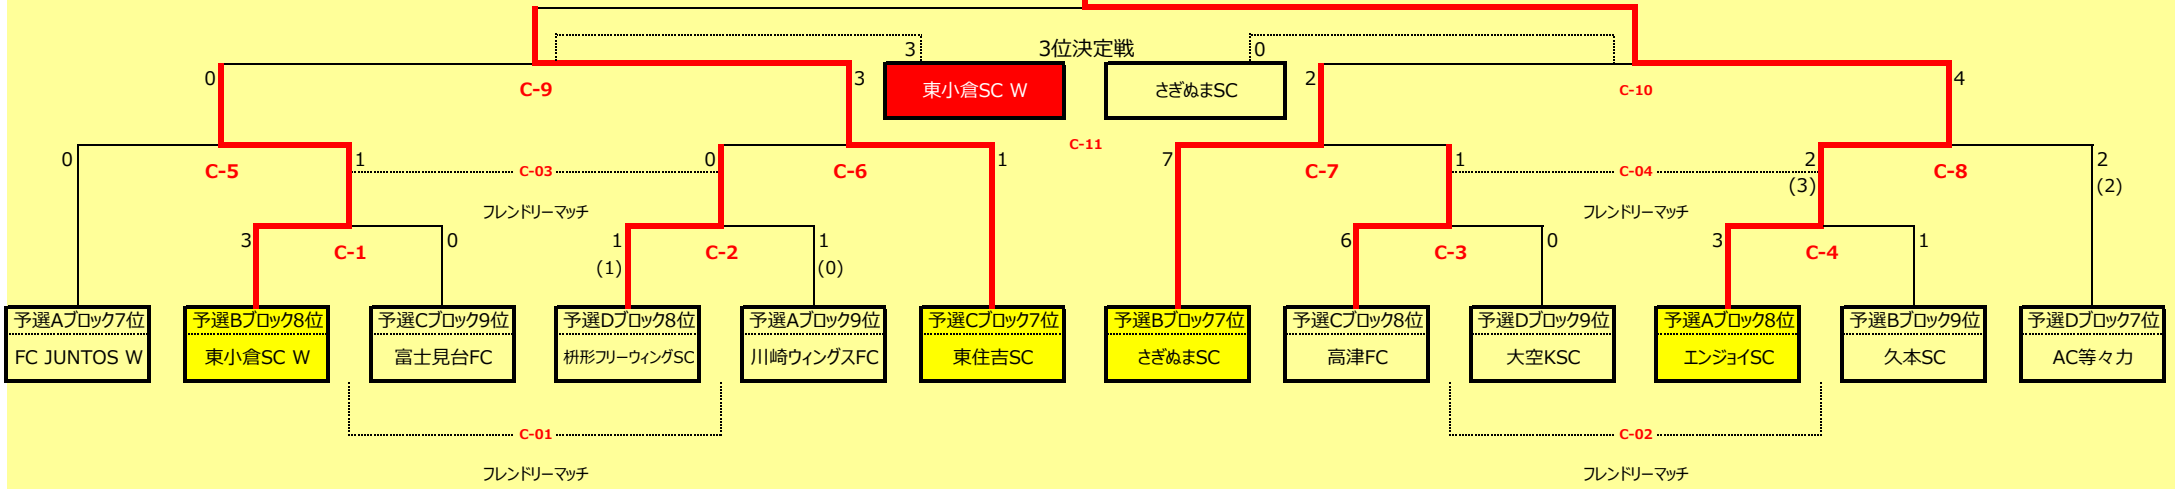 3 3位決定戦 0
0 C-9 3 東小倉SC W さぎぬまSC 2 C-10 4
C-11
0 C-5 1 C-03 0 C-6 1 7 C-7 1 C-04 2 C-8 2
(3) (2)
フレンドリーマッチ フレンドリーマッチ
3 C-1 0 1 C-2 1 6 C-3 0 3 C-4 1
(1) (0)
予選Aブロック7位 予選Bブロック8位 予選Cブロック9位 予選Dブロック8位 予選Aブロック9位 予選Cブロック7位 予選Bブロック7位 予選Cブロック8位 予選Dブロック9位 予選Aブロック8位 予選Bブロック9位 予選Dブロック7位
FC JUNTOS W 東小倉SC W 富士見台FC 枡形フリーウィングSC 川崎ウィングスFC 東住吉SC さぎぬまSC 高津FC 大空KSC エンジョイSC 久本SC AC等々力
C-01 C-02
フレンドリーマッチ フレンドリーマッチ